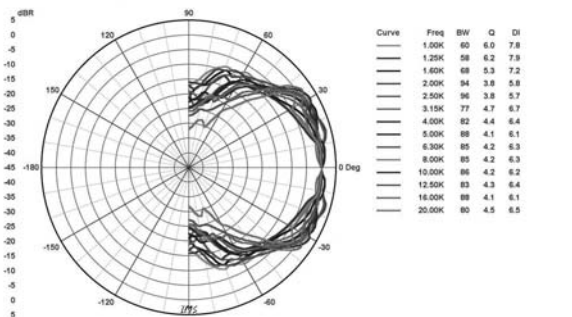 dBR
5
0
-5
-10
-15
-20
-25
-30
-35
-40
-45
-40
-35
-30
-25
-20
-15
-10
-5
0
5
90
120
60
150
30
-180
0 Deg
-150
-30
-120
-60
LMS
Curve Freq BW Q DI
1.00K 60 6.0 7.8
1.25K 58 6.2 7.9
1.60K 68 5.3 7.2
2.00K 94 3.8 5.8
2.50K 96 3.8 5.7
3.15K 77 4.7 6.7
4.00K 82 4.4 6.4
5.00K 88 4.1 6.1
6.30K 85 4.2 6.3
8.00K 85 4.2 6.3
10.00K 86 4.2 6.2
12.50K 83 4.3 6.4
16.00K 88 4.1 6.1
20.00K 80 4.5 6.5